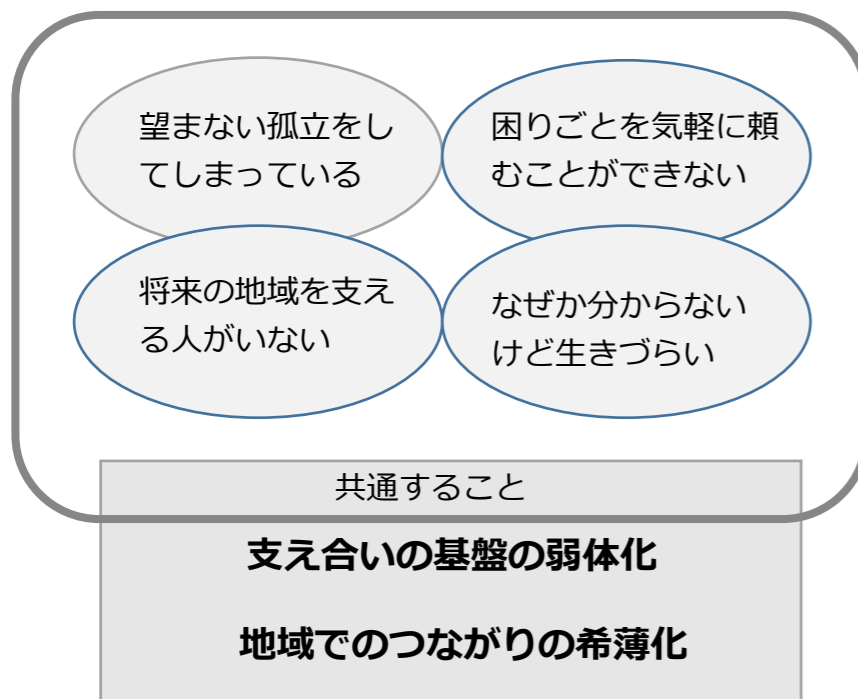 望まない孤立をし
てしまっている
困りごとを気軽に頼
むことができない
将来の地域を支え
る人がいない
なぜか分からない
けど生きづらい
共通すること
支え合いの基盤の弱体化
地域でのつながりの希薄化